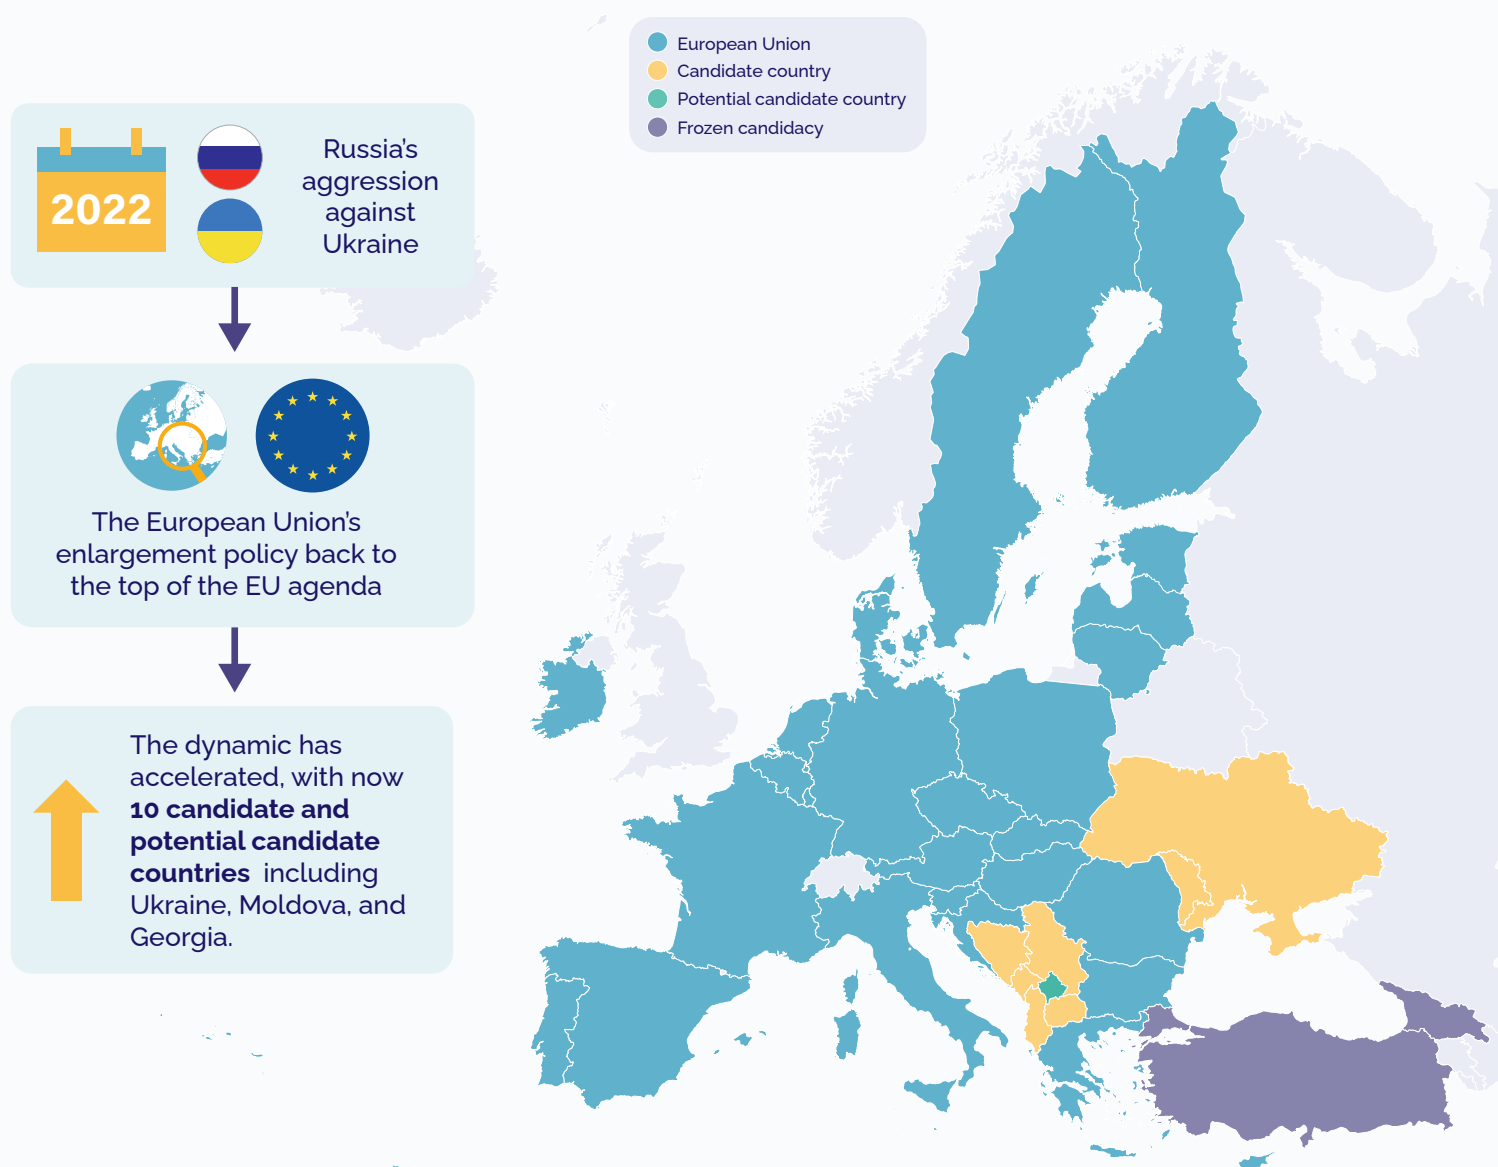 European Union
Candidate country
Potential candidate country
Frozen candidacy
2022
Russia's
aggression
against
Ukraine
The European Union's
enlargement policy back to
the top of the EU agenda
The dynamic has
accelerated, with now
10 candidate and
potential candidate
countries including
Ukraine, Moldova, and
Georgia.